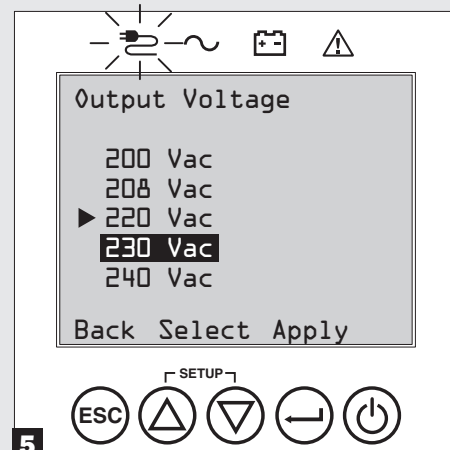 Output Voltage
200 Vac
208 Vac
▶ 220 Vac
230 Vac
240 Vac
Back Select Apply
SETUP
ESC
5